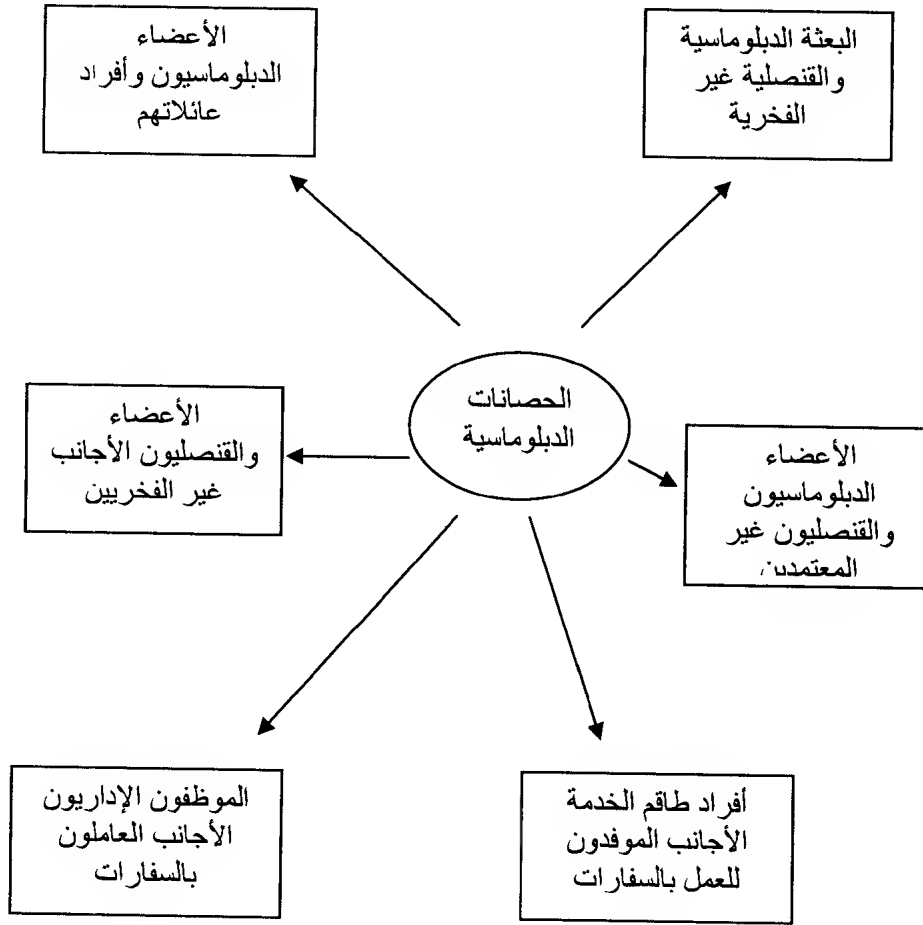 البعثة الدبلوماسية
والقنصلية غير
الفخرية
الأعضاء
الدبلوماسيون وأفراد
عائلاتهم
الحصانات
الدبلوماسية
الأعضاء
الدبلوماسيون
والقنصليون غير
المعتمدين
الأعضاء
والقنصليون الأجانب
غير الفخريين
أفراد طاقم الخدمة
الأجانب الموفدون
للعمل بالسفارات
الموظفون الإداريون
الأجانب العاملون
بالسفارات